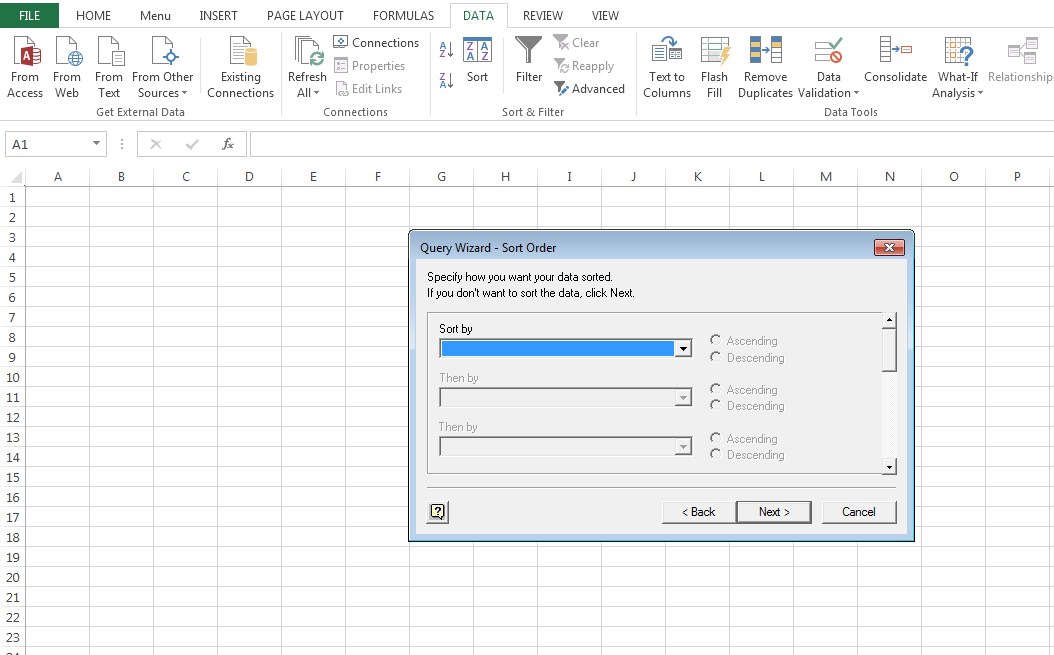 FILE HOME Menu INSERT PAGE LAYOUT FORMULAS DATA REVIEW VIEW
From Access
From Web
From Text
From Other Sources
Existing Connections
Get External Data
Refresh All
Connections
Properties
Edit Links
Connections
A Z
Z A
Z A A Z
Sort
Filter
Clear
Reapply
Advanced
Sort & Filter
Text to Columns
Flash Fill
Remove Duplicates
Data Validation
Consolidate
What-If Analysis
Relationship
Data Tools
A1
fx
A B C D E F G H I J K L M N O P
1
2
3
4
5
6
7
8
9
10
11
12
13
14
15
16
17
18
19
20
21
22
23
Query Wizard - Sort Order
Specify how you want your data sorted.
If you don't want to sort the data, click Next.
Sort by
Ascending
Descending
Then by
Ascending
Descending
Then by
Ascending
Descending
?
< Back Next > Cancel